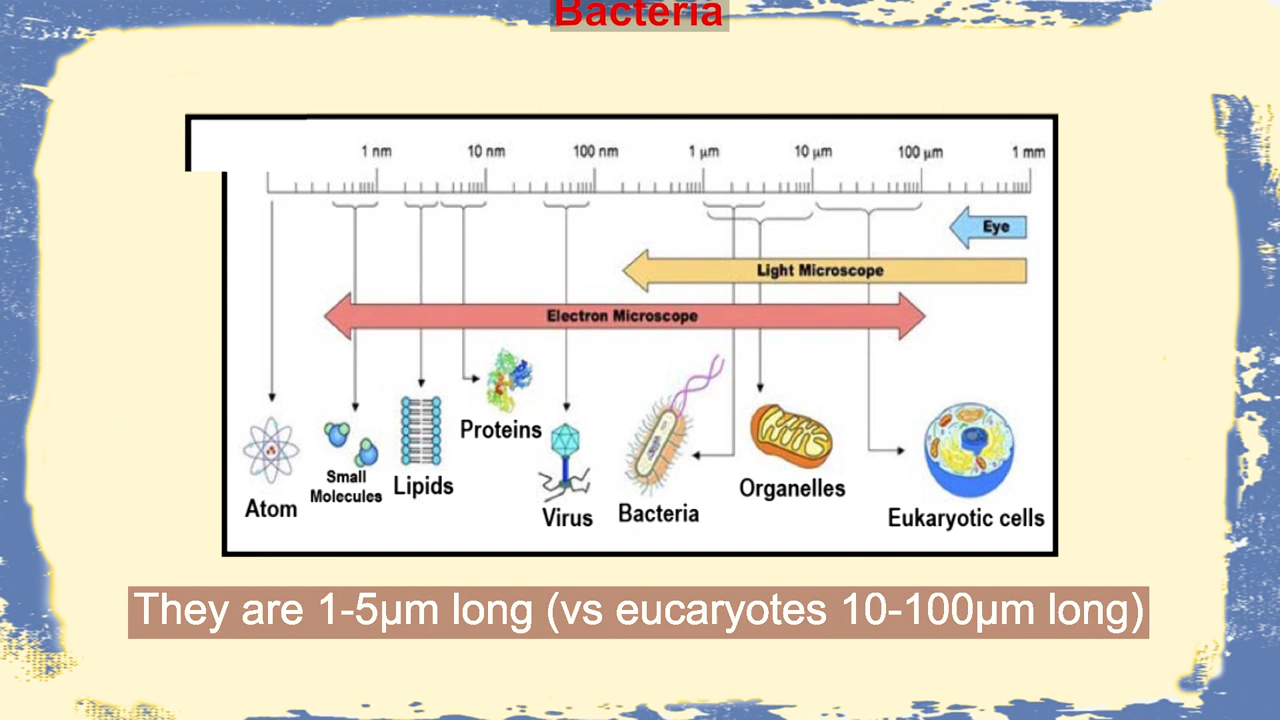 Bacteria
1 nm 10 nm 100 nm 1 µm 10 µm 100 µm 1 mm
Eye
Light Microscope
Electron Microscope
Atom
Small
Molecules
Lipids
Proteins
Virus
Bacteria
Organelles
Eukaryotic cells
They are 1-5µm long (vs eucaryotes 10-100µm long)